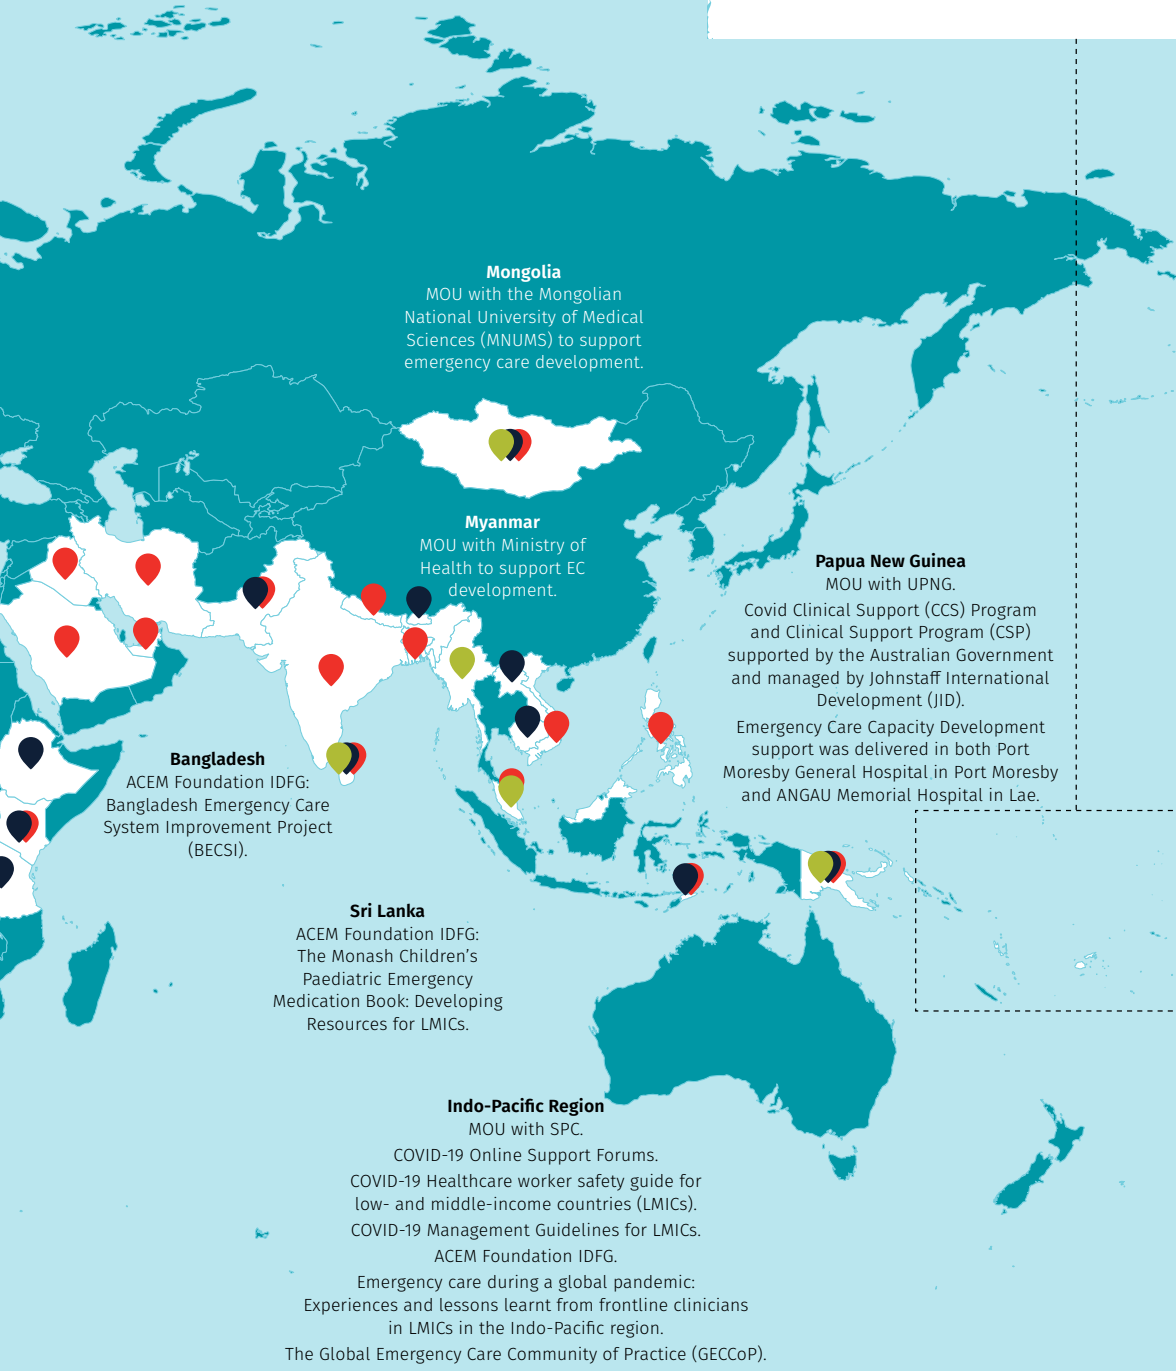 Mongolia
MOU with the Mongolian
National University of Medical
Sciences (MNUMS) to support
emergency care development.
Myanmar
MOU with Ministry of
Health to support EC
development.
Papua New Guinea
MOU with UPNG.
Covid Clinical Support (CCS) Program
and Clinical Support Program (CSP)
supported by the Australian Government
and managed by Johnstaff International
Development (JID).
Emergency Care Capacity Development
support was delivered in both Port
Moresby General Hospital in Port Moresby
and ANGAU Memorial Hospital in Lae.
Bangladesh
ACEM Foundation IDFG:
Bangladesh Emergency Care
System Improvement Project
(BECSI).
Sri Lanka
ACEM Foundation IDFG:
The Monash Children’s
Paediatric Emergency
Medication Book: Developing
Resources for LMICs.
Indo-Pacific Region
MOU with SPC.
COVID-19 Online Support Forums.
COVID-19 Healthcare worker safety guide for
low- and middle-income countries (LMICs).
COVID-19 Management Guidelines for LMICs.
ACEM Foundation IDFG.
Emergency care during a global pandemic:
Experiences and lessons learnt from frontline clinicians
in LMICs in the Indo-Pacific region.
The Global Emergency Care Community of Practice (GECCoP).